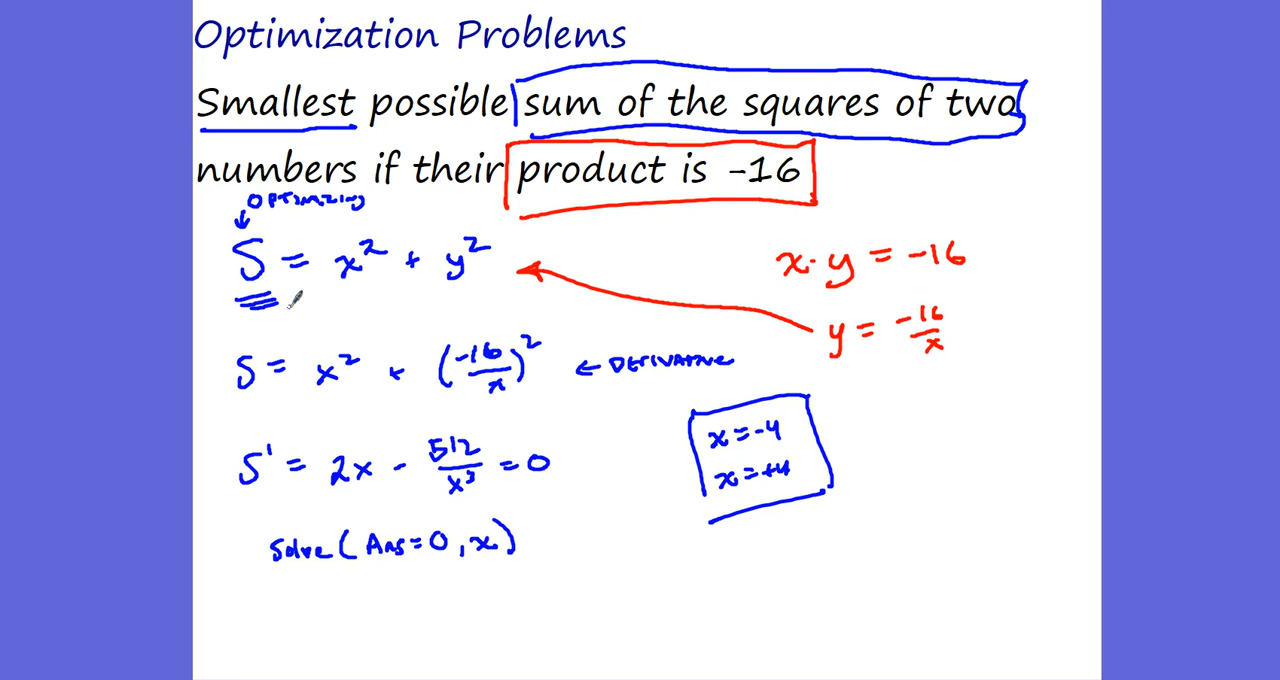 Optimization Problems
Smallest possible sum of the squares of two
numbers if their product is -16
OPTIMIZING
S = x² + y²
x · y = -16
y = -16/x
S = x² + (-16/x)² ← DERIVATIVE
x = -4
x = +4
S' = 2x - 512/x³ = 0
Solve(Ans=0, x)